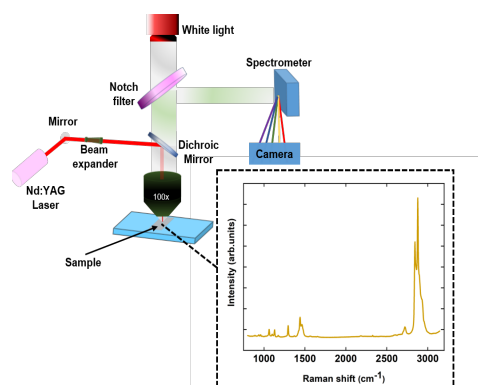 White light
Spectrometer
Notch
filter
Mirror
Dichroic
Mirror
Beam
expander
Camera
Nd:YAG
Laser
100x
Sample
Intensity (arb.units)
1000
1500
2000
2500
3000
Raman shift (cm-1)